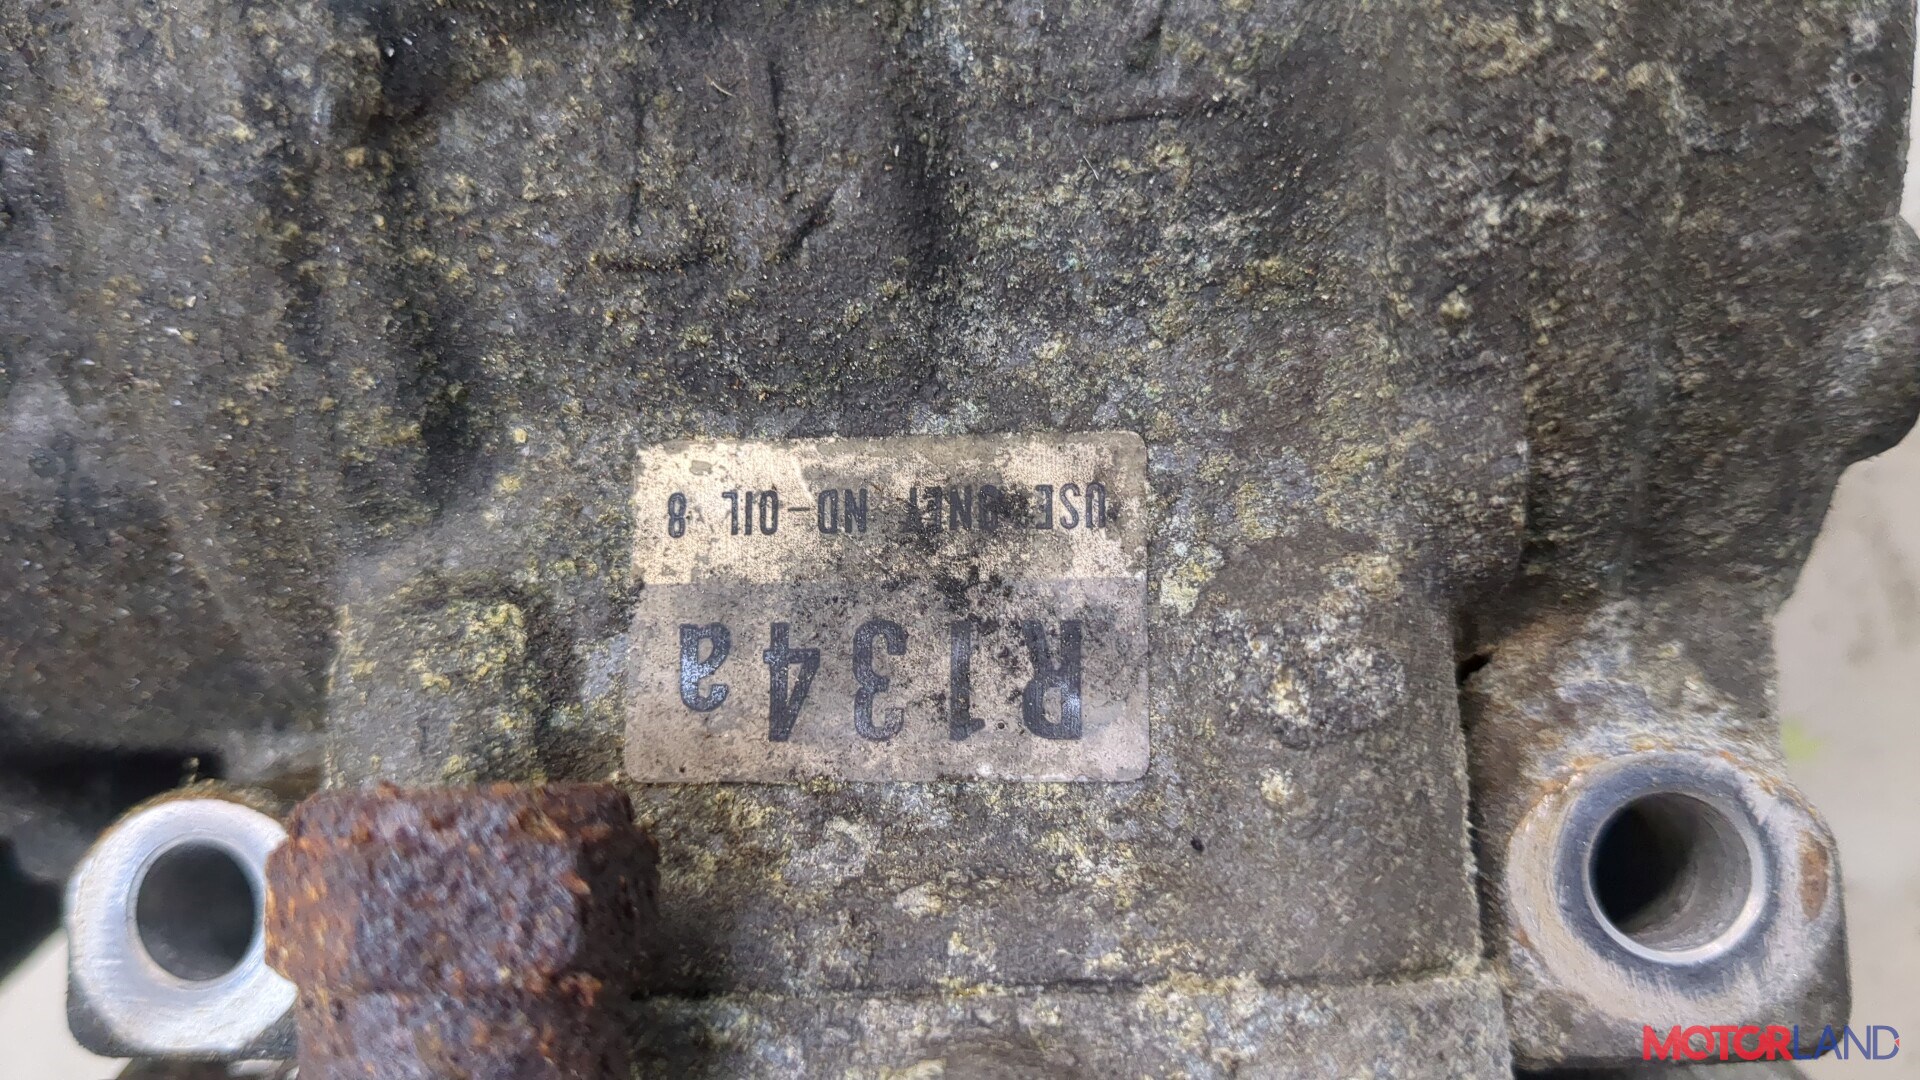 R134a
USE ONLY ND-OIL 8
MOTORLAND